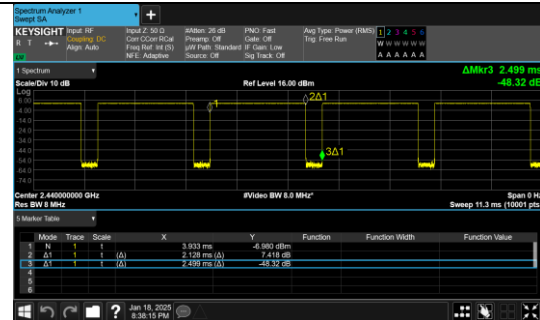 Spectrum Analyzer 1
Swept SA
+
KEYSIGHT Input: RF Input Z: 50 Ω #Atten: 26 dB PNO: Fast Avg Type: Power (RMS) 1 2 3 4 5 6
R T Coupling: DC Corr CCorr RCal Preamp: Off Gate: Off Trig: Free Run W W W W W W
Align: Auto Freq Ref: Int (S) µW Path: Standard IF Gain: Low A A A A A A
NFE: Adaptive Source: Off Sig Track: Off
1 Spectrum
ΔMkr3 2.499 ms
Scale/Div 10 dB Ref Level 16.00 dBm -48.32 dB
Log
6.00
-4.00
-14.0
-24.0
-34.0
-44.0
-54.0
-64.0
-74.0
1
2Δ1
3Δ1
Center 2.440000000 GHz #Video BW 8.0 MHz* Span 0 Hz
Res BW 8 MHz Sweep 11.3 ms (10001 pts)
5 Marker Table
Mode Trace Scale X Y Function Function Width Function Value
1 N 1 t 3.933 ms -6.980 dBm
2 Δ1 1 t (Δ) 2.128 ms (Δ) 7.418 dB
3 Δ1 1 t (Δ) 2.499 ms (Δ) -48.32 dB
4
5
6
? Jan 18, 2025
8:38:15 PM